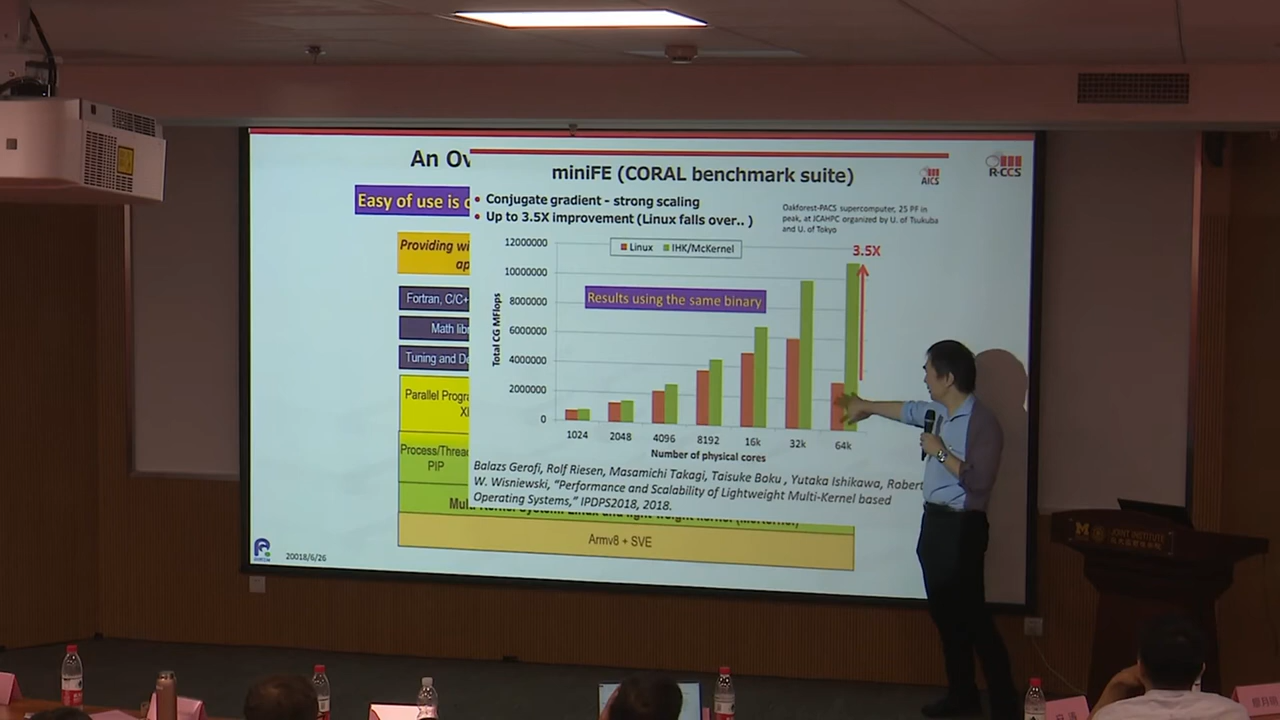 An Ov
miniFE (CORAL benchmark suite)
AICS
R-CCS
Easy of use is
Conjugate gradient - strong scaling
Up to 3.5X improvement (Linux falls over.. )
Oakforest-PACS supercomputer, 25 PF in
peak, at JCAHPC organized by U. of Tsukuba
and U. of Tokyo
Providing wi
ap
Linux
IHK/McKernel
3.5X
Results using the same binary
Total CG MFlops
12000000
10000000
8000000
6000000
4000000
2000000
0
1024 2048 4096 8192 16k 32k 64k
Number of physical cores
Fortran, C/C+
Math lib
Tuning and De
Parallel Progra
Process/Threa
PIP
Balazs Gerofi, Rolf Riesen, Masamichi Takagi, Taisuke Boku , Yutaka Ishikawa, Robert
W. Wisniewski, "Performance and Scalability of Lightweight Multi-Kernel based
Operating Systems," IPDPS2018, 2018.
Armv8 + SVE
20018/6/26
JOINT INSTITUTE